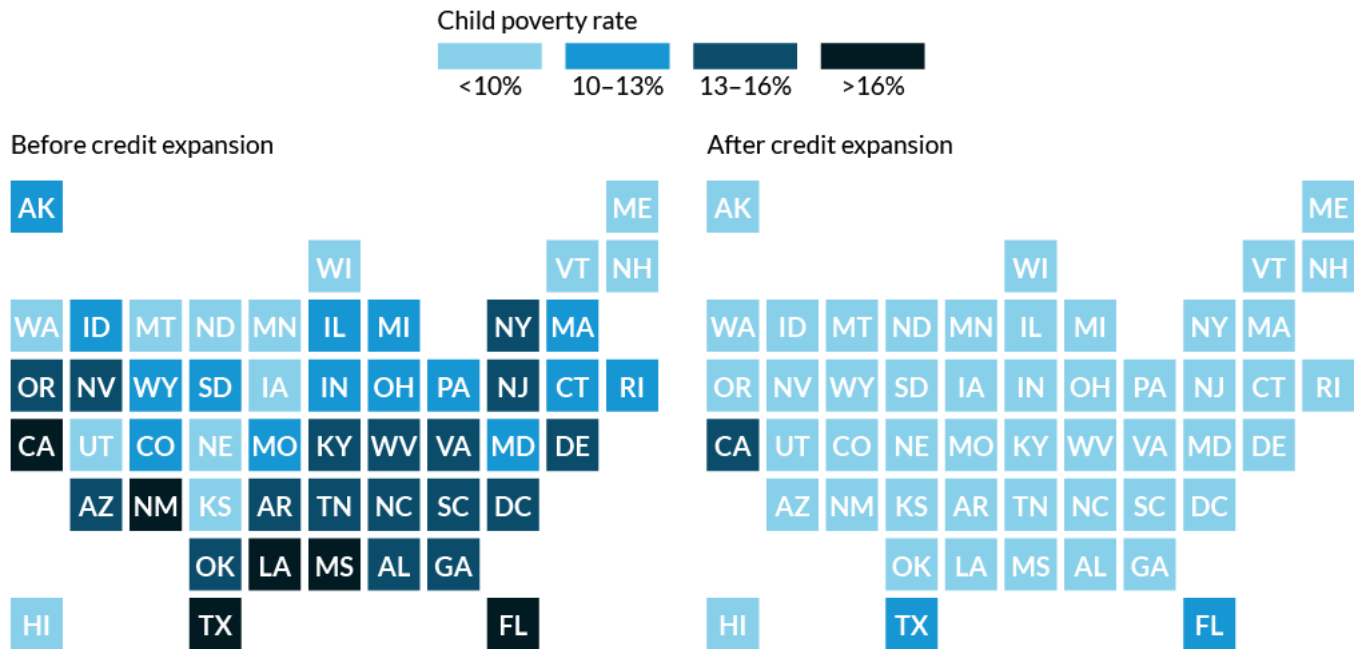 Child poverty rate
<10% 10–13% 13–16% >16%
Before credit expansion
AK ME
WI VT NH
WA ID MT ND MN IL MI NY MA
OR NV WY SD IA IN OH PA NJ CT RI
CA UT CO NE MO KY WV VA MD DE
AZ NM KS AR TN NC SC DC
OK LA MS AL GA
HI TX FL
After credit expansion
AK ME
WI VT NH
WA ID MT ND MN IL MI NY MA
OR NV WY SD IA IN OH PA NJ CT RI
CA UT CO NE MO KY WV VA MD DE
AZ NM KS AR TN NC SC DC
OK LA MS AL GA
HI TX FL